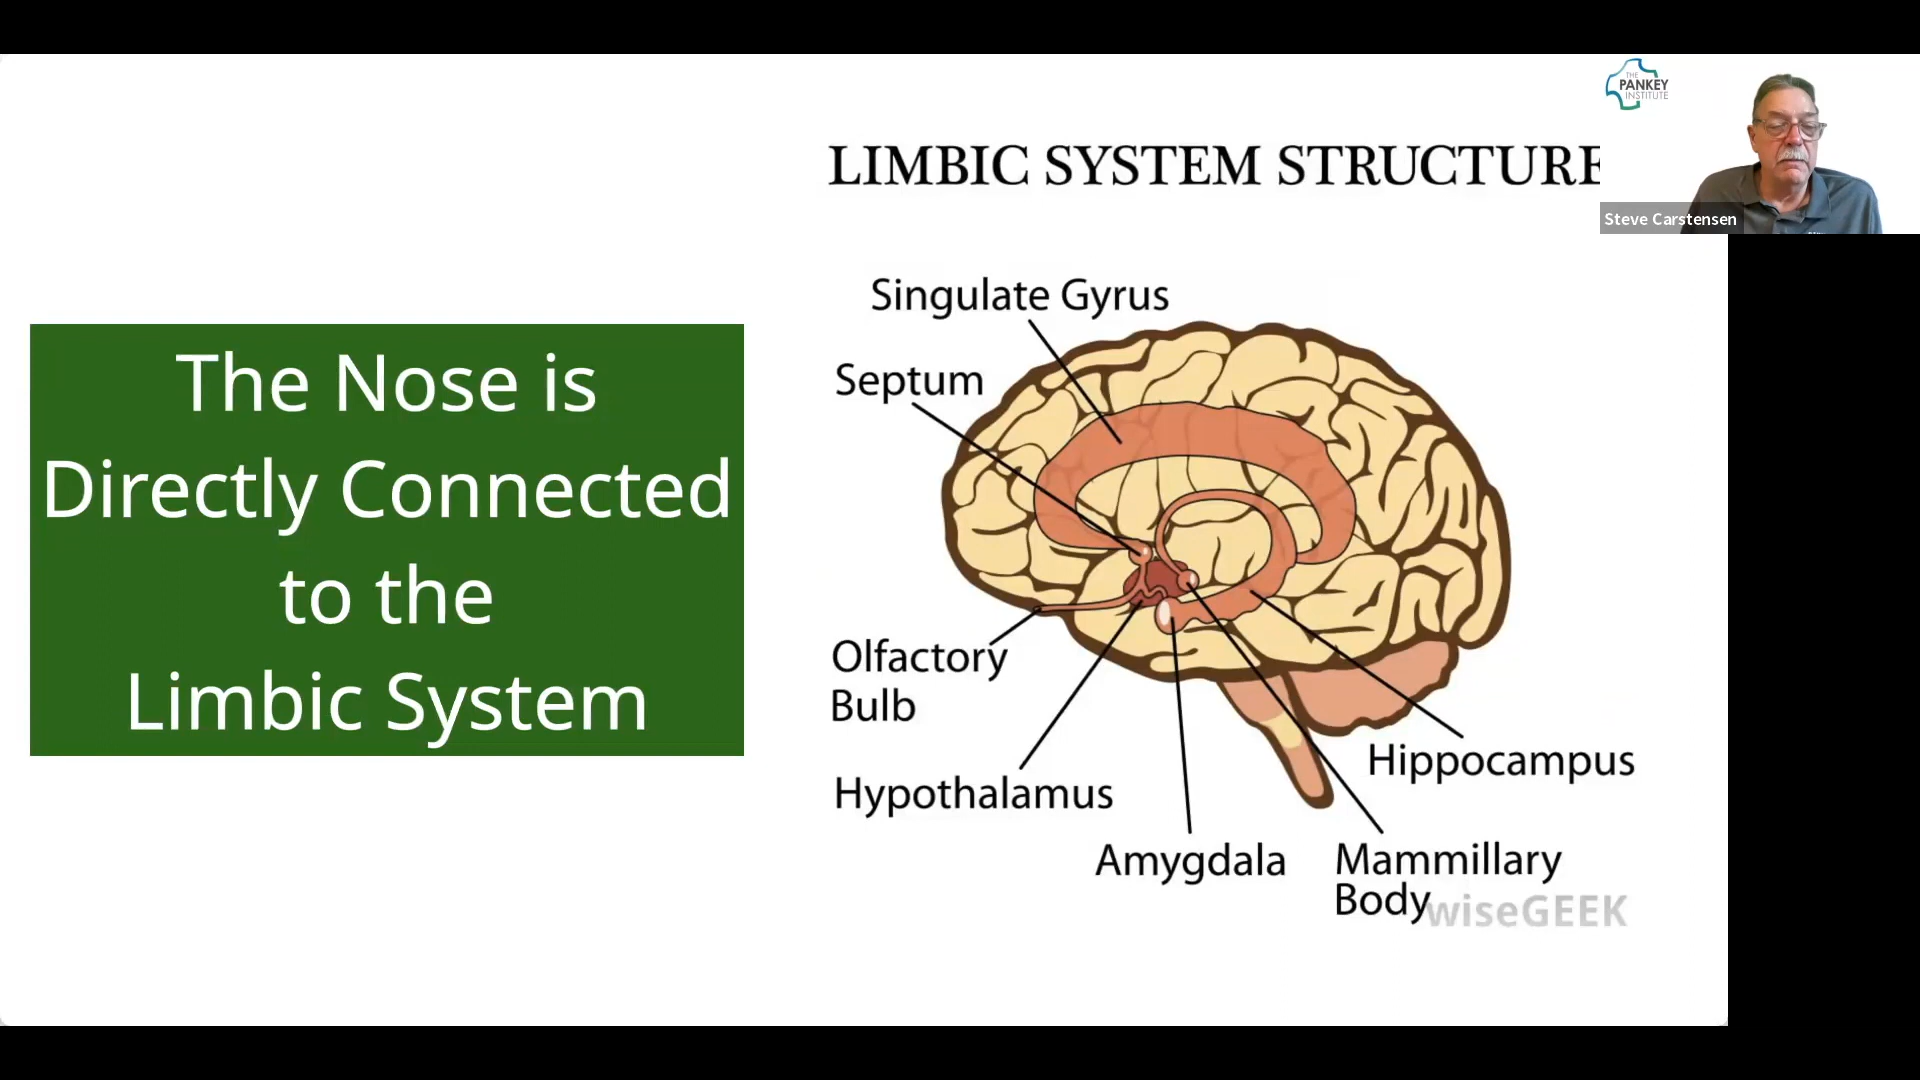 The Nose is
Directly Connected
to the
Limbic System
LIMBIC SYSTEM STRUCTURE
Singulate Gyrus
Septum
Olfactory
Bulb
Hypothalamus
Amygdala
Mammillary
Body
Hippocampus
wiseGEEK
THE
PANKEY
INSTITUTE
Steve Carstensen